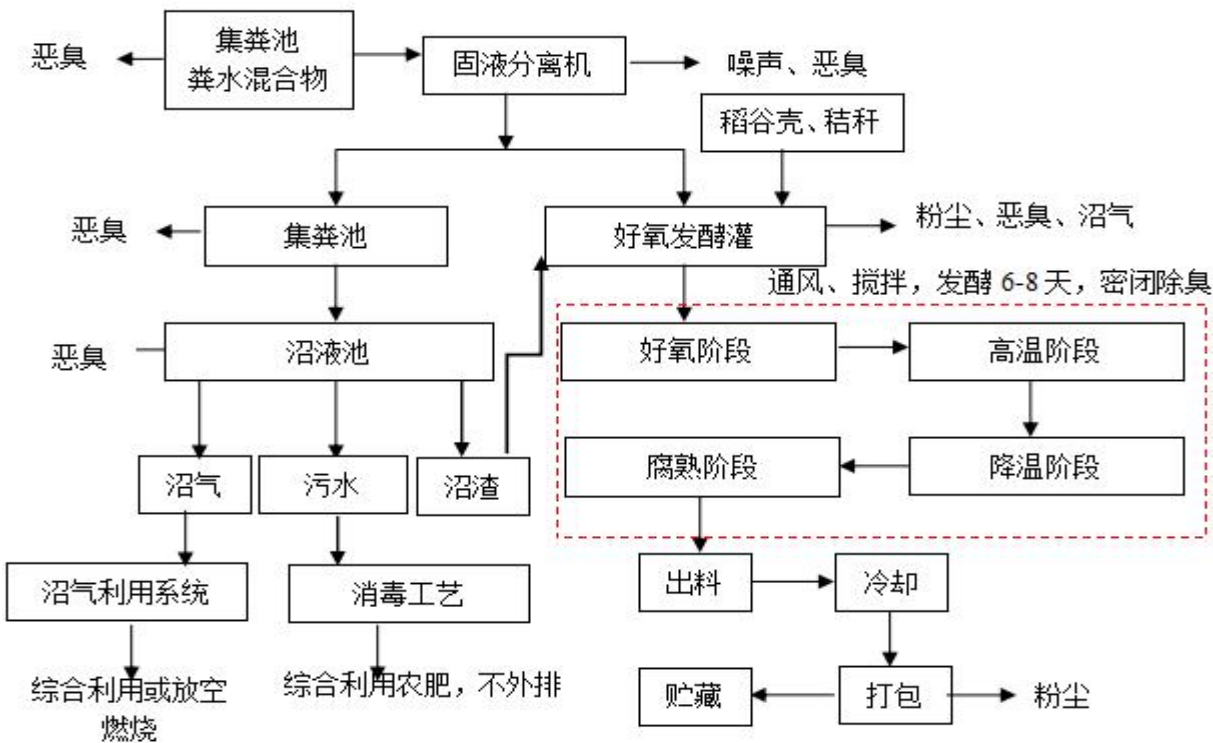 恶臭
集粪池
粪水混合物
固液分离机
噪声、恶臭
稻谷壳、秸秆
恶臭
集粪池
好氧发酵灌
粉尘、恶臭、沼气
通风、搅拌，发酵 6-8 天，密闭除臭
恶臭
沼液池
好氧阶段
高温阶段
沼气
污水
沼渣
腐熟阶段
降温阶段
沼气利用系统
消毒工艺
出料
冷却
综合利用或放空
燃烧
综合利用农肥，不外排
贮藏
打包
粉尘